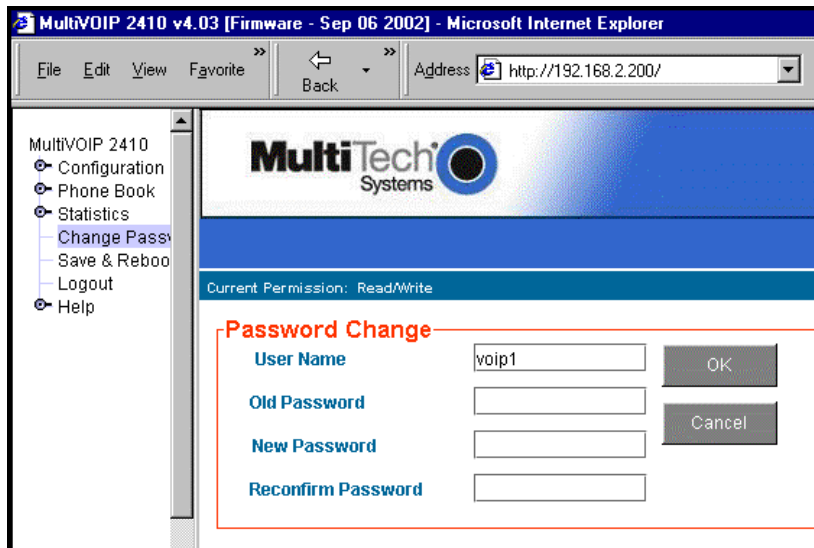 MultiVOIP 2410 v4.03 [Firmware - Sep 06 2002] - Microsoft Internet Explorer
File Edit View Favorite » Back » Address http://192.168.2.200/
MultiVOIP 2410
Configuration
Phone Book
Statistics
Change Passw
Save & Reboo
Logout
Help
MultiTech
Systems
Current Permission: Read/Write
Password Change
User Name voip1 OK
Old Password
Cancel
New Password
Reconfirm Password